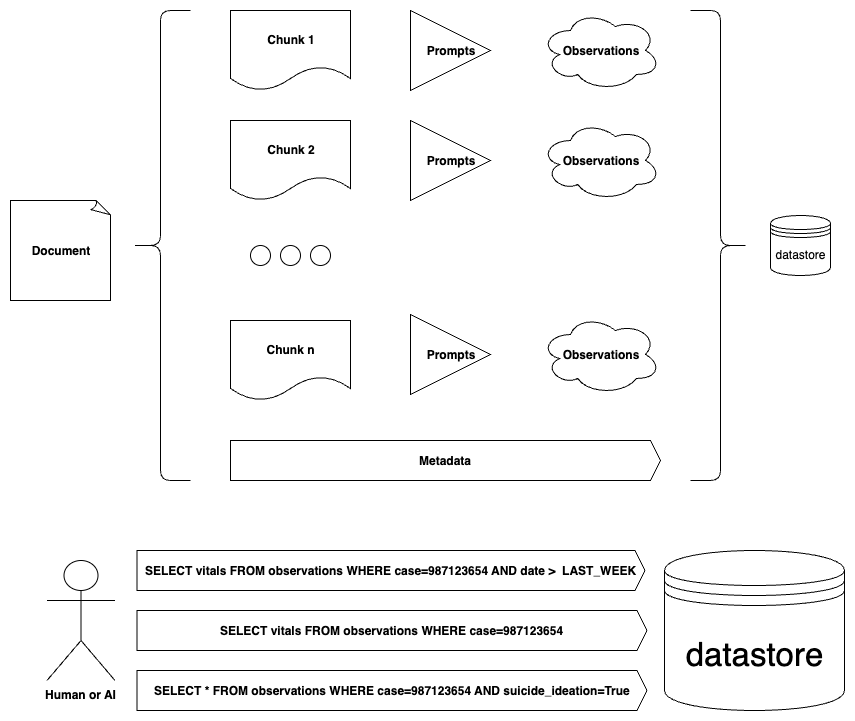 Chunk 1
Prompts
Observations
Chunk 2
Prompts
Observations
Document
datastore
Chunk n
Prompts
Observations
Metadata
SELECT vitals FROM observations WHERE case=987123654 AND date > LAST_WEEK
SELECT vitals FROM observations WHERE case=987123654
datastore
SELECT * FROM observations WHERE case=987123654 AND suicide_ideation=True
Human or AI